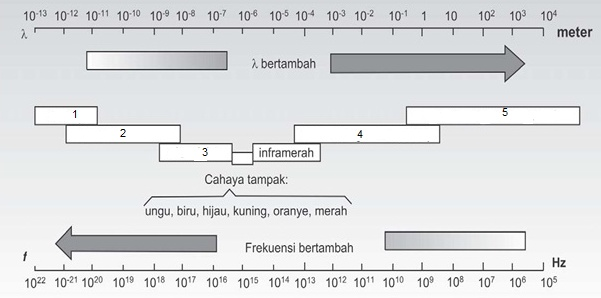 10⁻¹³ 10⁻¹² 10⁻¹¹ 10⁻¹⁰ 10⁻⁹ 10⁻⁸ 10⁻⁷ 10⁻⁶ 10⁻⁵ 10⁻⁴ 10⁻³ 10⁻² 10⁻¹ 1 10 10² 10³ 10⁴
λ meter
λ bertambah
1 5
2 4
3 inframerah
Cahaya tampak:
ungu, biru, hijau, kuning, oranye, merah
Frekuensi bertambah
f Hz
10²² 10⁻²¹ 10²⁰ 10¹⁹ 10¹⁸ 10¹⁷ 10¹⁶ 10¹⁵ 10¹⁴ 10¹³ 10¹² 10¹¹ 10¹⁰ 10⁹ 10⁸ 10⁷ 10⁶ 10⁵